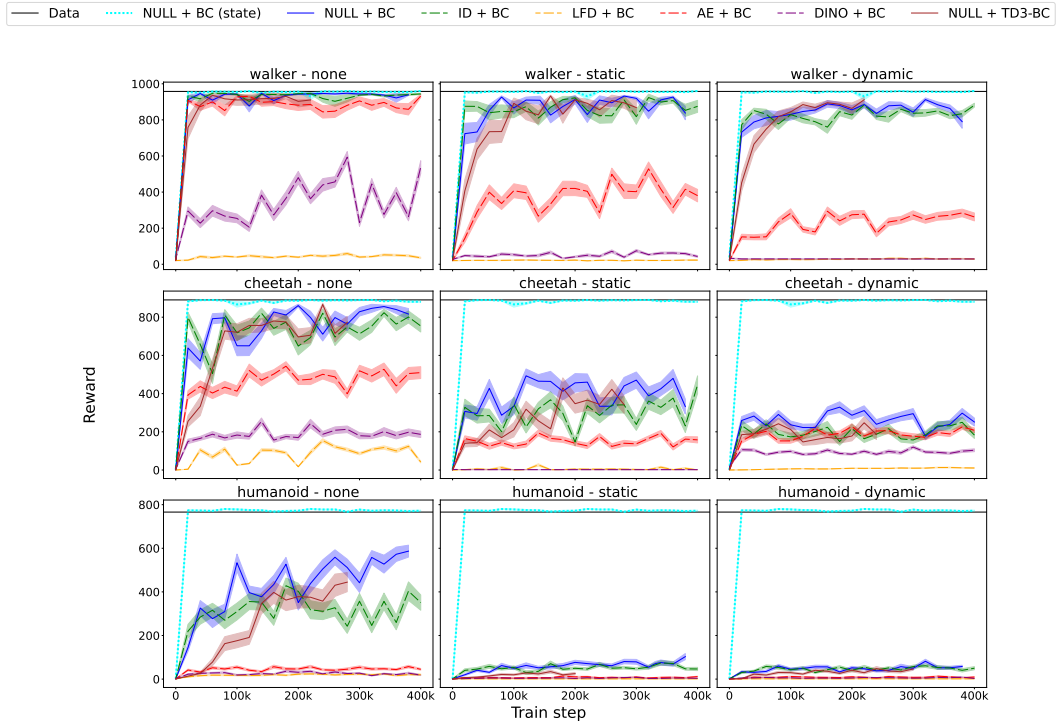 Data NULL + BC (state) NULL + BC ID + BC LFD + BC AE + BC DINO + BC NULL + TD3-BC
walker - none walker - static walker - dynamic
1000
800
600
400
200
0
cheetah - none cheetah - static cheetah - dynamic
800
600
400
200
0
Reward
humanoid - none humanoid - static humanoid - dynamic
800
600
400
200
0
0 100k 200k 300k 400k 0 100k 200k 300k 400k 0 100k 200k 300k 400k
Train step